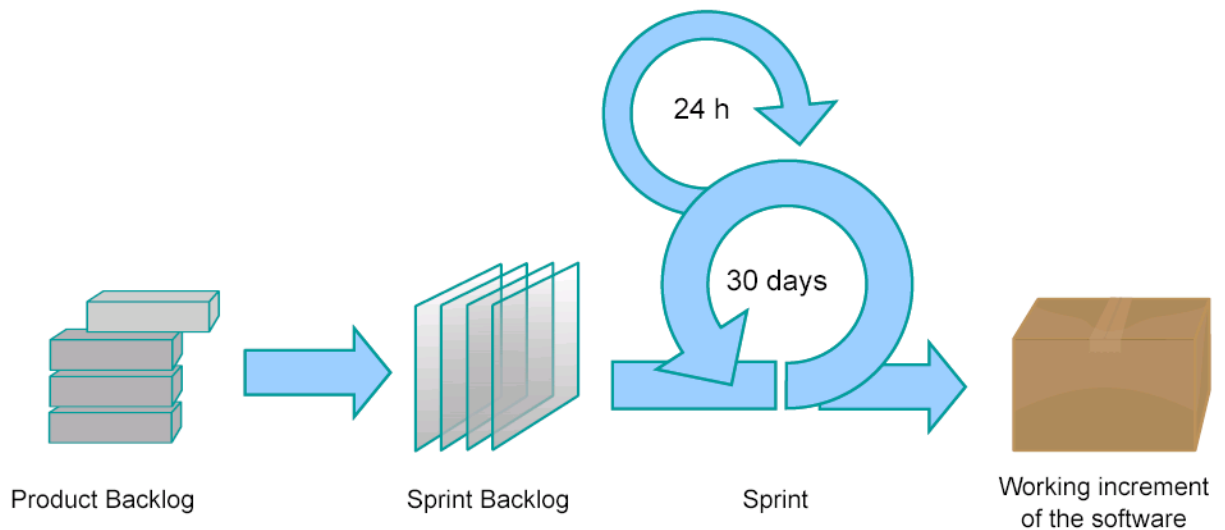 24 h
30 days
Product Backlog
Sprint Backlog
Sprint
Working increment
of the software